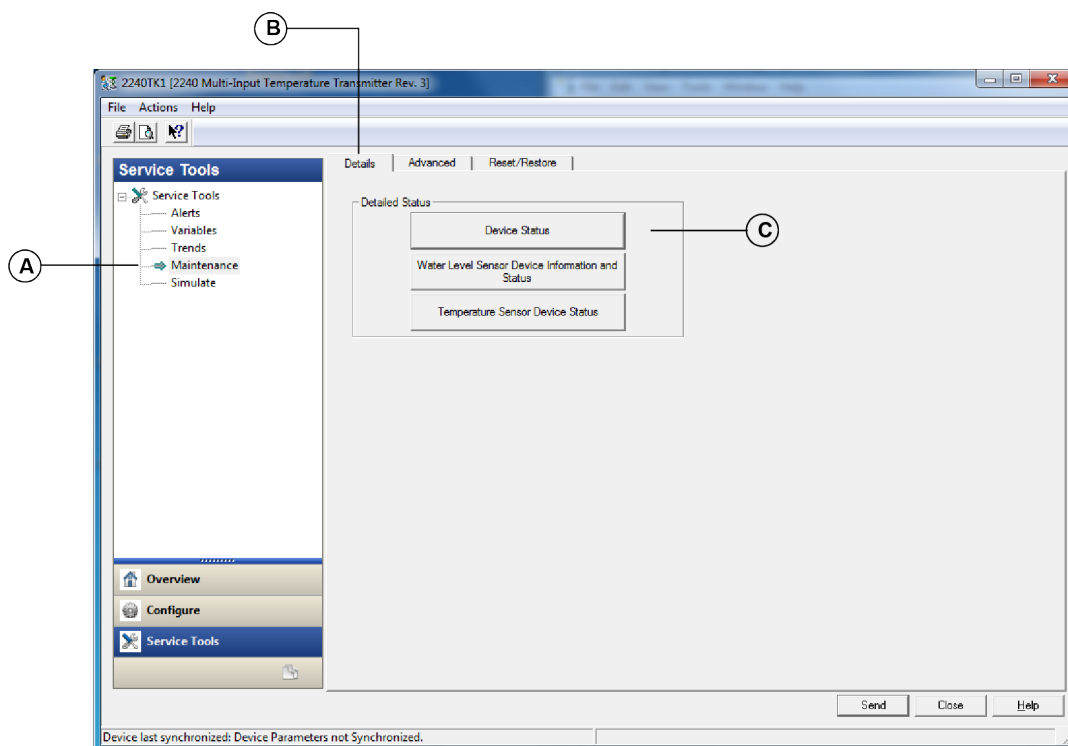 B
2240TK1 [2240 Multi-Input Temperature Transmitter Rev. 3]
File Actions Help
Service Tools
Service Tools
Alerts
Variables
Trends
Maintenance
Simulate
A
Overview
Configure
Service Tools
Details Advanced Reset/Restore
Detailed Status
Device Status
C
Water Level Sensor Device Information and
Status
Temperature Sensor Device Status
Send Close Help
Device last synchronized: Device Parameters not Synchronized.